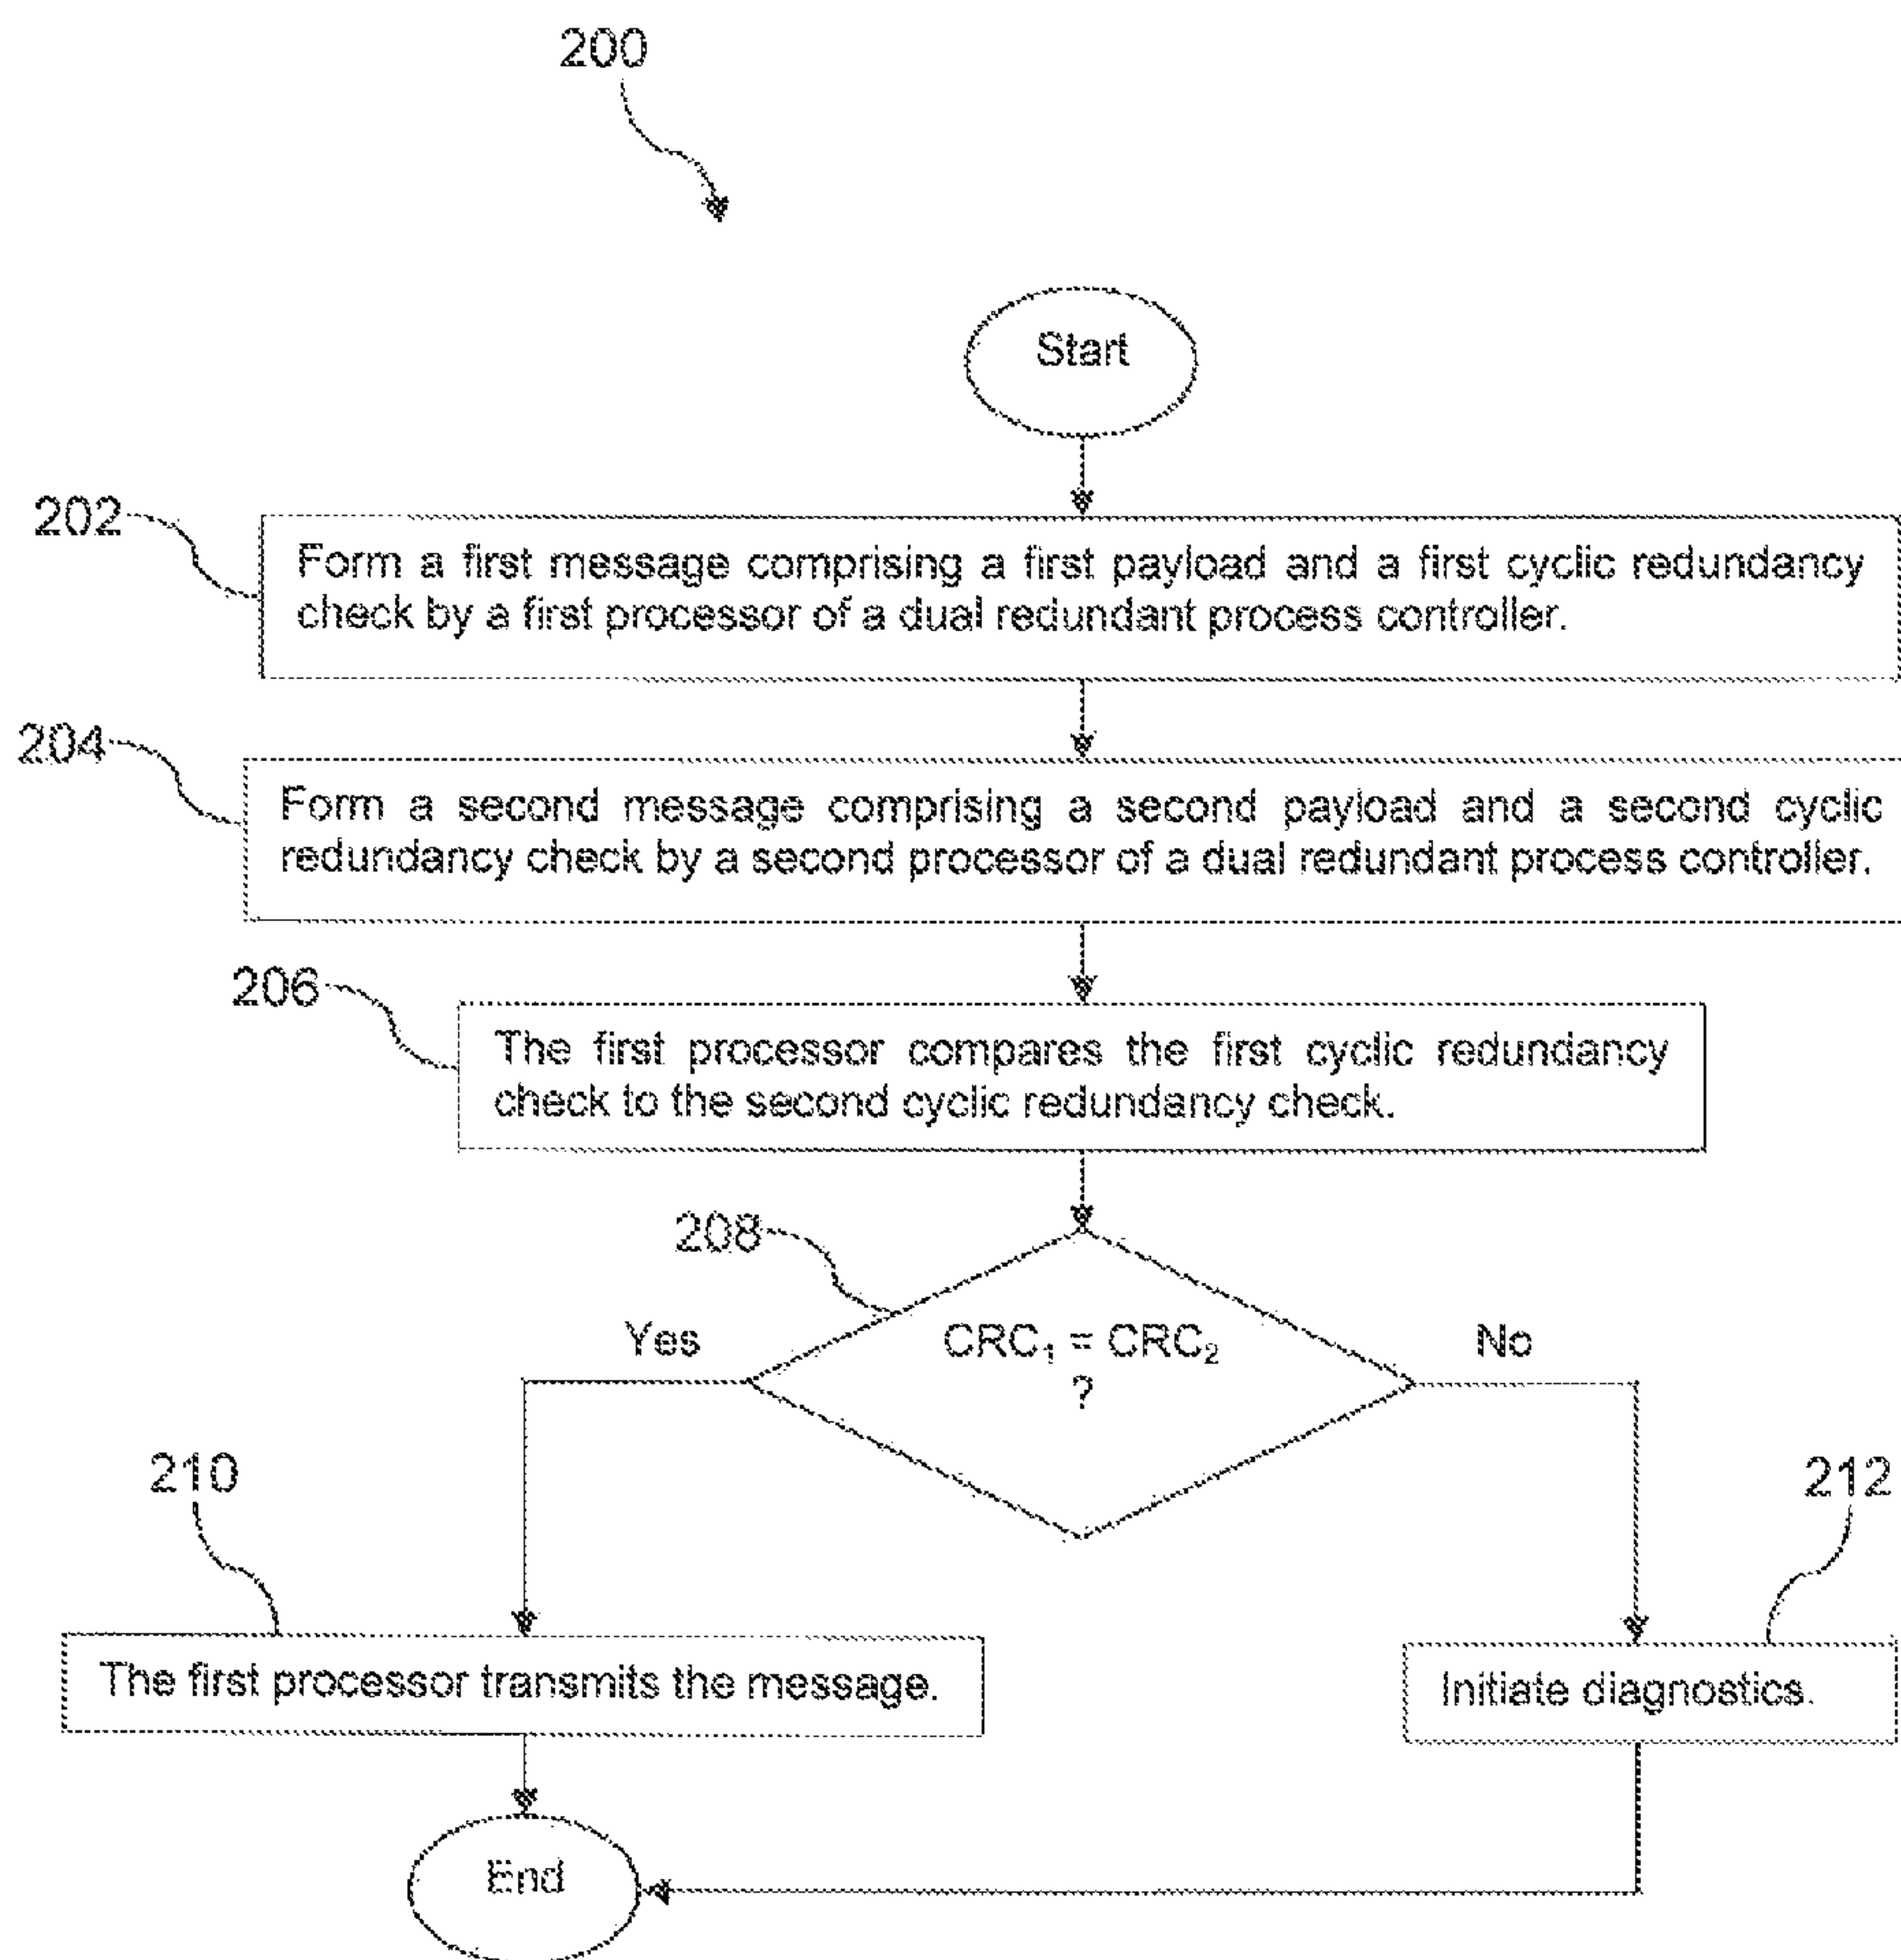 200
Start
202
Form a first message comprising a first payload and a first cyclic redundancy
check by a first processor of a dual redundant process controller.
204
Form a second message comprising a second payload and a second cyclic
redundancy check by a second processor of a dual redundant process controller.
206
The first processor compares the first cyclic redundancy
check to the second cyclic redundancy check.
208
Yes
CRC₁ = CRC₂
?
No
210
212
The first processor transmits the message.
Initiate diagnostics.
End